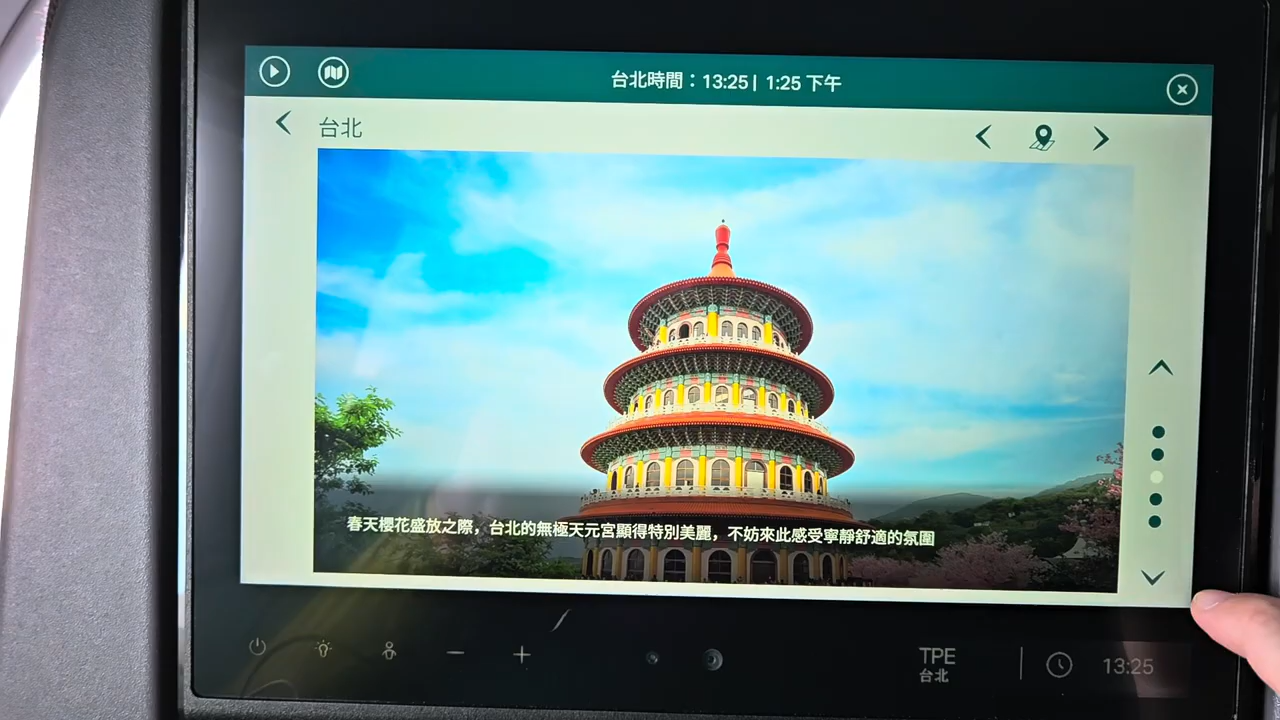 台北時間：13:25| 1:25 下午
台北
春天櫻花盛放之際，台北的無極天元宮顯得特別美麗，不妨來此感受寧靜舒適的氛圍
TPE
台北
13:25